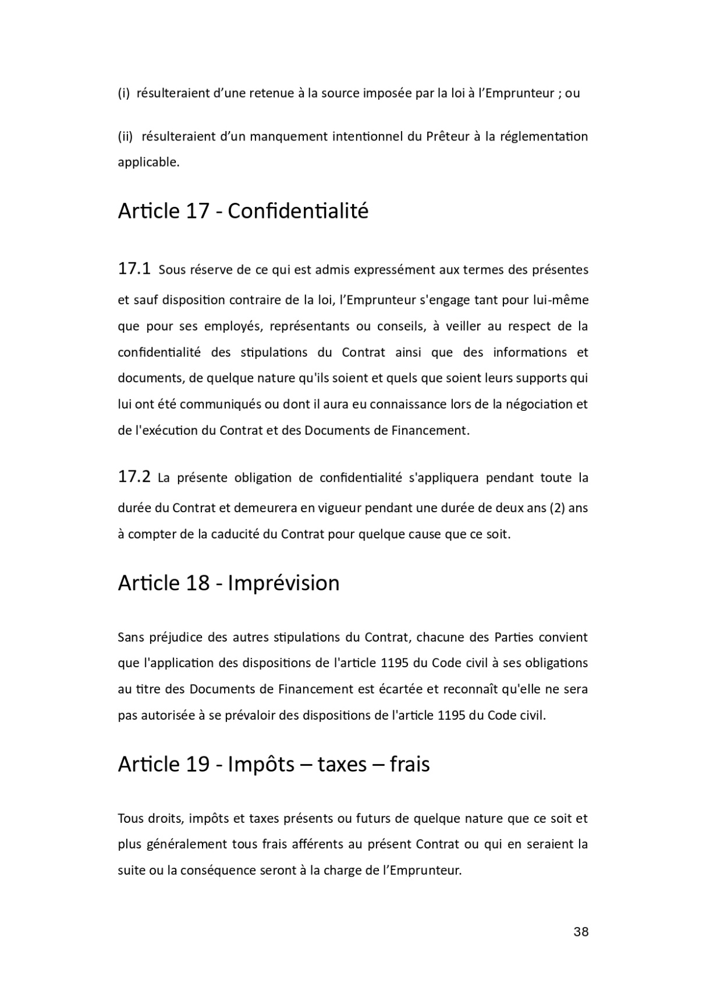 (i) résulteraient d’une retenue à la source imposée par la loi à l’Emprunteur ; ou
(ii) résulteraient d’un manquement intentionnel du Prêteur à la réglementation
applicable.
Article 17 - Confidentialité
17.1 Sous réserve de ce qui est admis expressément aux termes des présentes
et sauf disposition contraire de la loi, l’Emprunteur s'engage tant pour lui-même
que pour ses employés, représentants ou conseils, à veiller au respect de la
confidentialité des stipulations du Contrat ainsi que des informations et
documents, de quelque nature qu'ils soient et quels que soient leurs supports qui
lui ont été communiqués ou dont il aura eu connaissance lors de la négociation et
de l'exécution du Contrat et des Documents de Financement.
17.2 La présente obligation de confidentialité s'appliquera pendant toute la
durée du Contrat et demeurera en vigueur pendant une durée de deux ans (2) ans
à compter de la caducité du Contrat pour quelque cause que ce soit.
Article 18 - Imprévision
Sans préjudice des autres stipulations du Contrat, chacune des Parties convient
que l'application des dispositions de l'article 1195 du Code civil à ses obligations
au titre des Documents de Financement est écartée et reconnaît qu'elle ne sera
pas autorisée à se prévaloir des dispositions de l'article 1195 du Code civil.
Article 19 - Impôts – taxes – frais
Tous droits, impôts et taxes présents ou futurs de quelque nature que ce soit et
plus généralement tous frais afférents au présent Contrat ou qui en seraient la
suite ou la conséquence seront à la charge de l’Emprunteur.
38